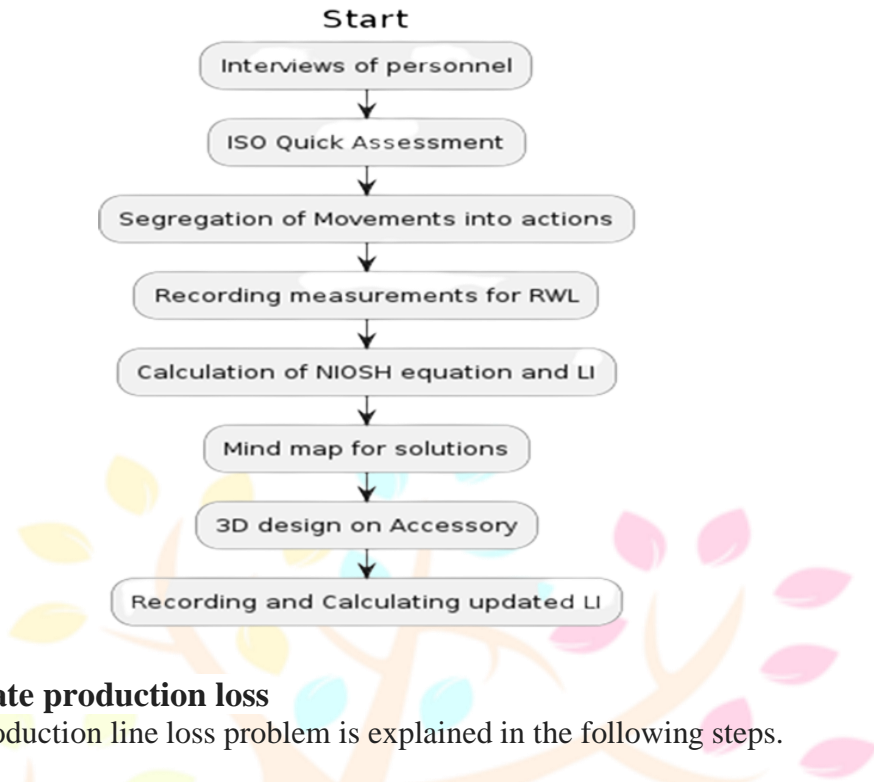 Start
Interviews of personnel
ISO Quick Assessment
Segregation of Movements into actions
Recording measurements for RWL
Calculation of NIOSH equation and LI
Mind map for solutions
3D design on Accessory
Recording and Calculating updated LI
production loss
production line loss problem is explained in the following steps.